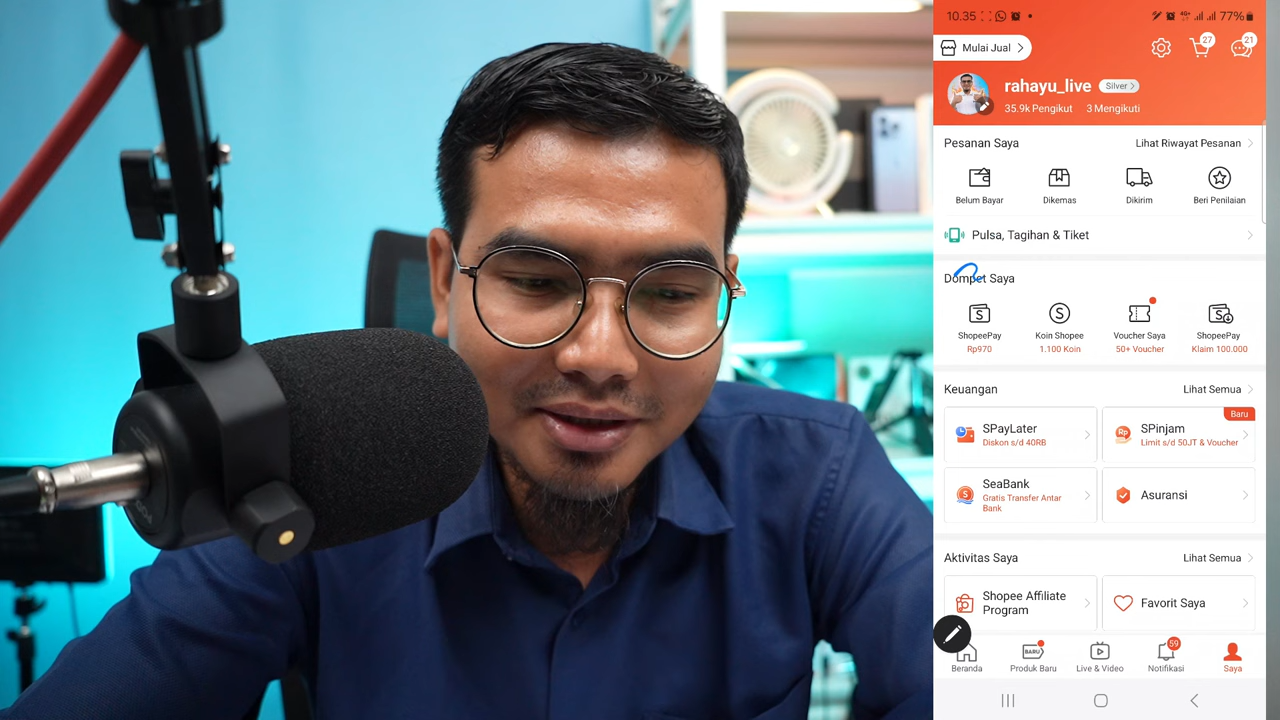 10.35
77%
Mulai Jual
27
21
rahayu_live
Silver
35.9k Pengikut 3 Mengikuti
Pesanan Saya
Lihat Riwayat Pesanan
Belum Bayar
Dikemas
Dikirim
Beri Penilaian
Pulsa, Tagihan & Tiket
Dompet Saya
ShopeePay
Koin Shopee
Voucher Saya
ShopeePay
Rp970
1.100 Koin
50+ Voucher
Klaim 100.000
Keuangan
Lihat Semua
Baru
SPayLater
Diskon s/d 40RB
SPinjam
Limit s/d 50JT & Voucher
SeaBank
Gratis Transfer Antar
Bank
Asuransi
Aktivitas Saya
Lihat Semua
Shopee Affiliate
Program
Favorit Saya
BARU
59
Beranda
Produk Baru
Live & Video
Notifikasi
Saya